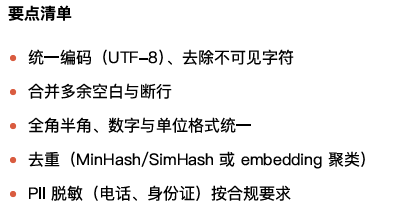 要点清单
统一编码（UTF-8）、去除不可见字符
合并多余空白与断行
全角半角、数字与单位格式统一
去重（MinHash/SimHash 或 embedding 聚类）
PII 脱敏（电话、身份证）按合规要求